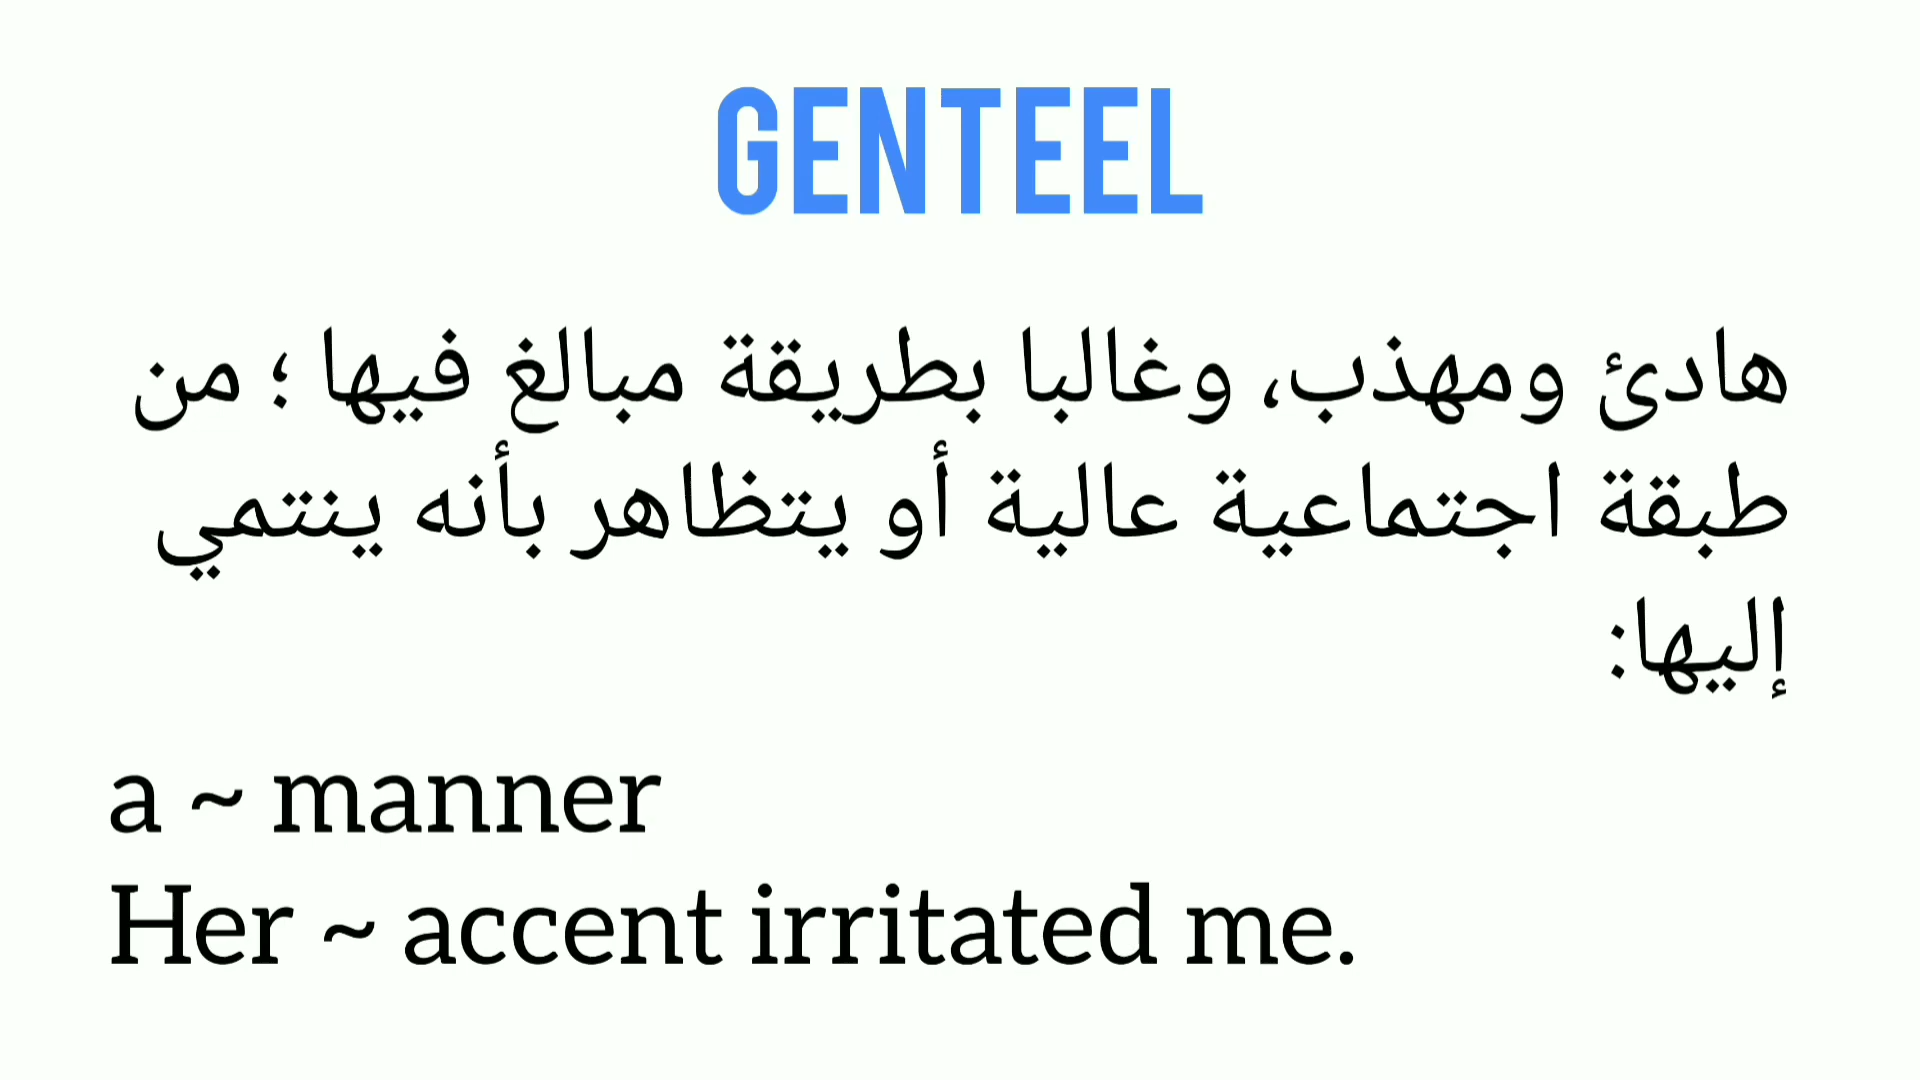 GENTEEL
هادئ ومهذب، وغالبا بطريقة مبالغ فيها ؛ من
طبقة اجتماعية عالية أو يتظاهر بأنه ينتمي
إليها:
a ~ manner
Her ~ accent irritated me.